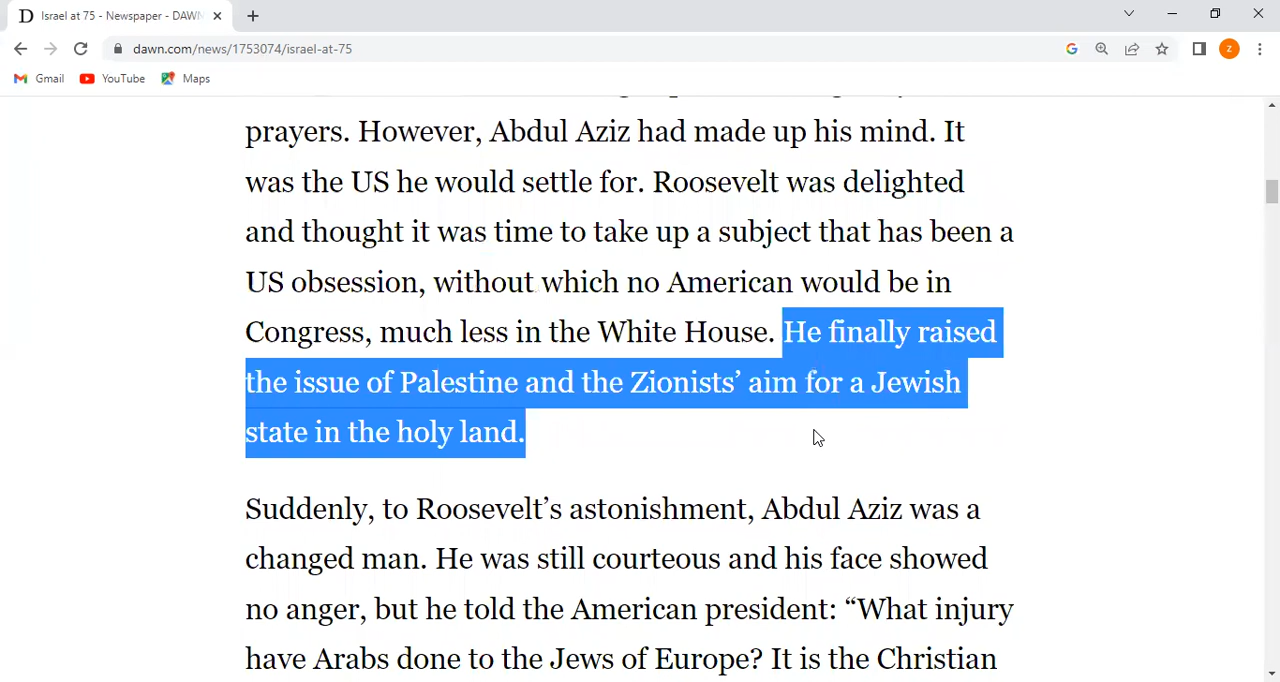 D Israel at 75 - Newspaper - DAWN
dawn.com/news/1753074/israel-at-75
G
Z
Gmail YouTube Maps
prayers. However, Abdul Aziz had made up his mind. It
was the US he would settle for. Roosevelt was delighted
and thought it was time to take up a subject that has been a
US obsession, without which no American would be in
Congress, much less in the White House. He finally raised
the issue of Palestine and the Zionists’ aim for a Jewish
state in the holy land.
Suddenly, to Roosevelt’s astonishment, Abdul Aziz was a
changed man. He was still courteous and his face showed
no anger, but he told the American president: “What injury
have Arabs done to the Jews of Europe? It is the Christian